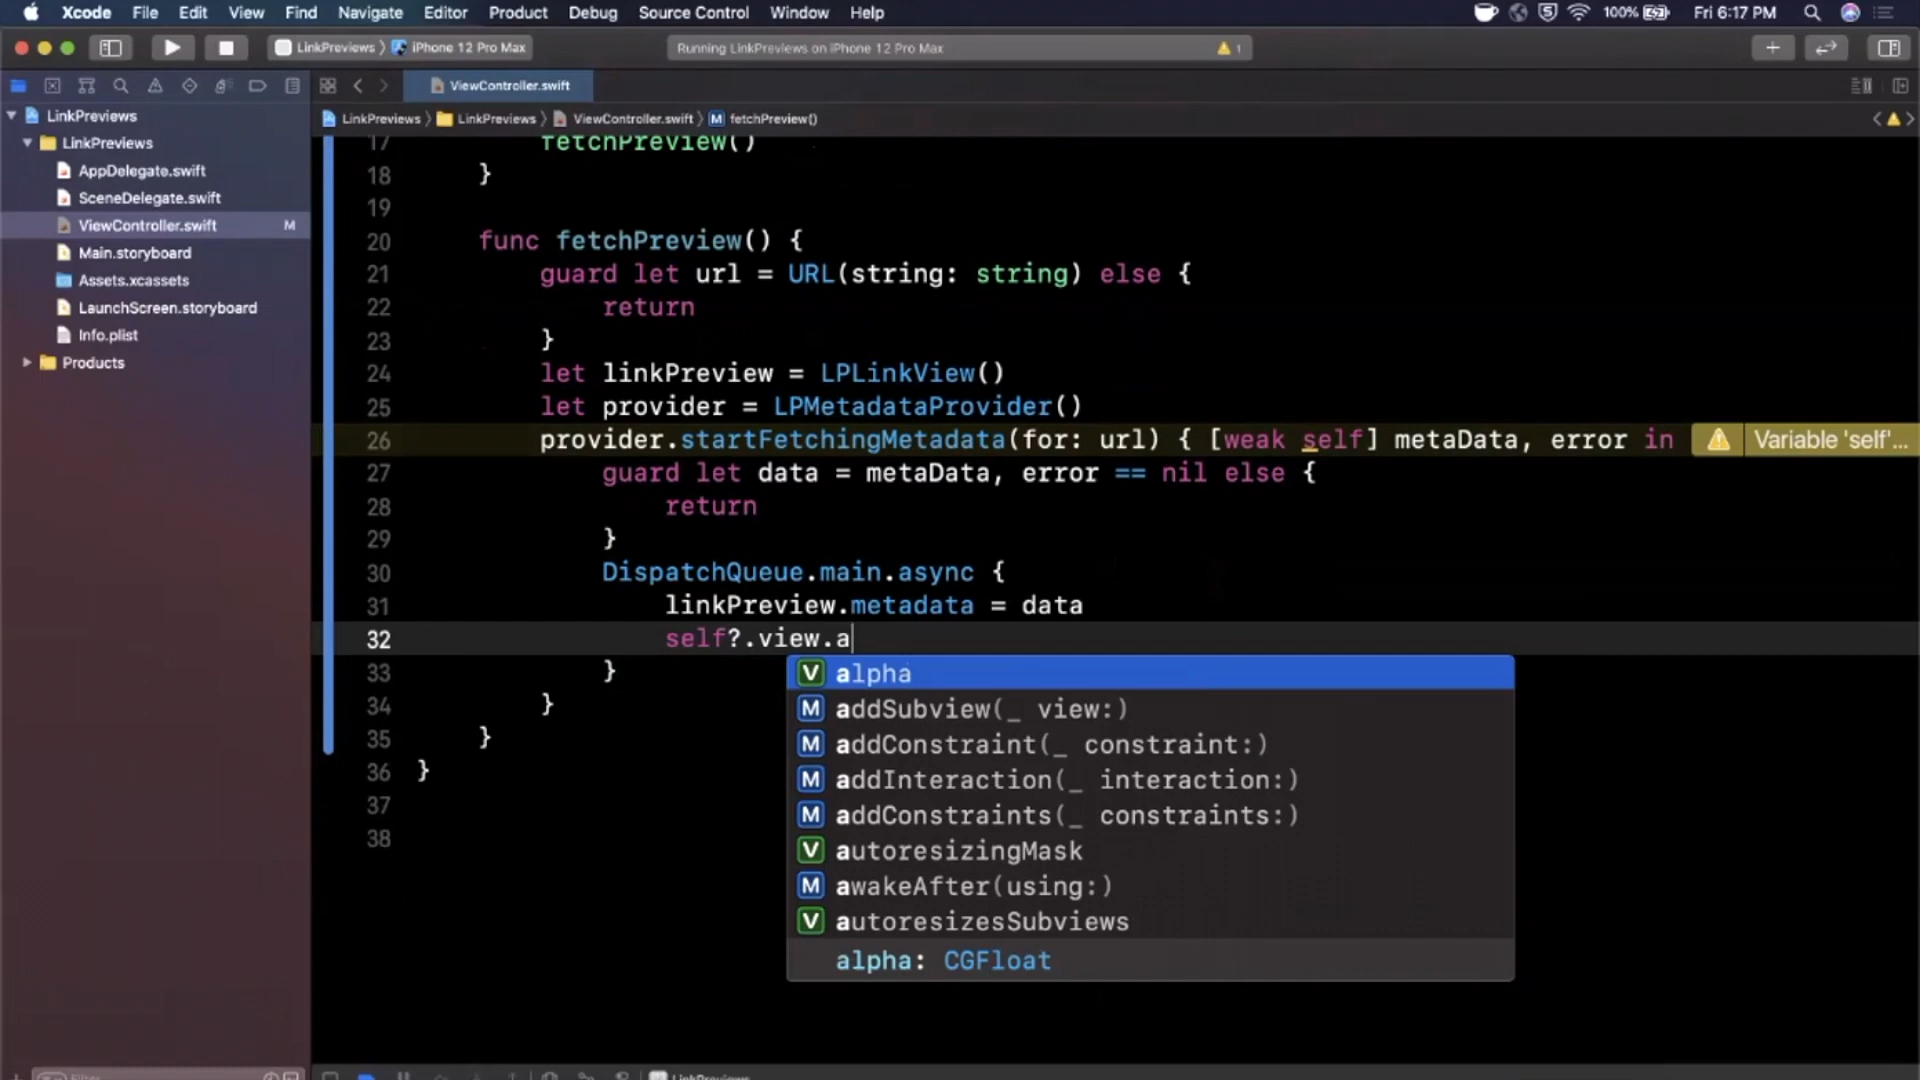 Xcode File Edit View Find Navigate Editor Product Debug Source Control Window Help 100% Fri 6:17 PM
LinkPreviews iPhone 12 Pro Max Running LinkPreviews on iPhone 12 Pro Max 1
ViewController.swift
LinkPreviews LinkPreviews ViewController.swift M fetchPreview()
LinkPreviews
LinkPreviews
AppDelegate.swift
SceneDelegate.swift
ViewController.swift M
Main.storyboard
Assets.xcassets
LaunchScreen.storyboard
Info.plist
Products
17 fetchPreview()
18 }
19
20 func fetchPreview() {
21 guard let url = URL(string: string) else {
22 return
23 }
24 let linkPreview = LPLinkView()
25 let provider = LPMetadataProvider()
26 provider.startFetchingMetadata(for: url) { [weak self] metaData, error in Variable 'self'...
27 guard let data = metaData, error == nil else {
28 return
29 }
30 DispatchQueue.main.async {
31 linkPreview.metadata = data
32 self?.view.a
33 }
34 }
35 }
36 }
37
38
V alpha
M addSubview(_ view:)
M addConstraint(_ constraint:)
M addInteraction(_ interaction:)
M addConstraints(_ constraints:)
V autoresizingMask
M awakeAfter(using:)
V autoresizesSubviews
alpha: CGFloat
Filter
LinkPreviews